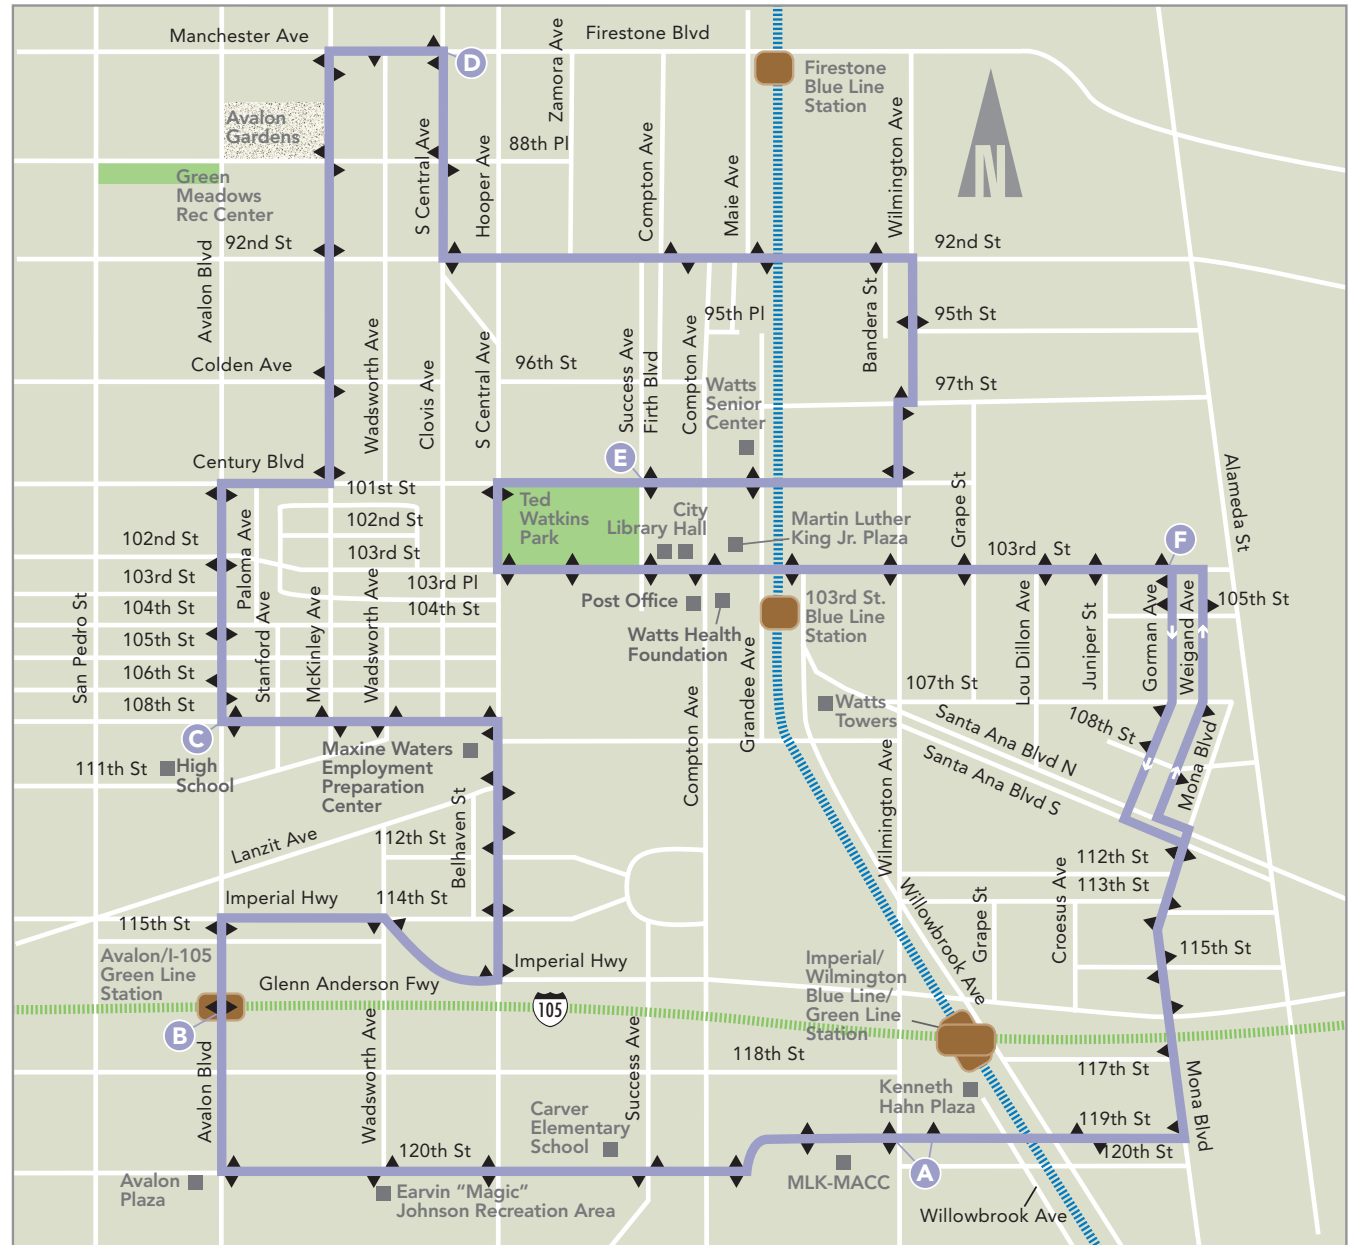 Manchester Ave
Firestone Blvd
Zamora Ave
D
Firestone
Blue Line
Station
N
Avalon
Gardens
S Central Ave
Hooper Ave
88th Pl
Compton Ave
Maie Ave
Wilmington Ave
Green
Meadows
Rec Center
Avalon Blvd
92nd St
92nd St
95th Pl
Bandera St
95th St
Colden Ave
Wadsworth Ave
Clovis Ave
S Central Ave
96th St
Success Ave
Firth Blvd
Compton Ave
Watts
Senior
Center
97th St
Century Blvd
E
Alameda St
101st St
Ted
Watkins
Park
City
Hall
Library
Martin Luther
King Jr. Plaza
Grape St
102nd St
102nd St
Paloma Ave
103rd St
103rd St
F
103rd St
103rd Pl
104th St
104th St
San Pedro St
Stanford Ave
McKinley Ave
Wadsworth Ave
Post Office
Watts Health
Foundation
103rd St.
Blue Line
Station
Lou Dillon Ave
Juniper St
Gorman Ave
Weigand Ave
105th St
105th St
106th St
108th St
107th St
Grandee Ave
Compton Ave
Watts
Towers
Santa Ana Blvd N
Santa Ana Blvd S
108th St
Mona Blvd
C
High
School
111th St
Maxine Waters
Employment
Preparation
Center
Wilmington Ave
Lanzit Ave
112th St
Belhaven St
112th St
113th St
Imperial Hwy
114th St
115th St
Willowbrook Ave
Grape St
Croesus Ave
115th St
Avalon/I-105
Green Line
Station
Glenn Anderson Fwy
Imperial Hwy
105
Imperial/
Wilmington
Blue Line/
Green Line
Station
B
Avalon Blvd
Wadsworth Ave
Success Ave
118th St
117th St
Mona Blvd
Kenneth
Hahn Plaza
Carver
Elementary
School
119th St
120th St
120th St
A
MLK-MACC
Avalon
Plaza
Earvin “Magic”
Johnson Recreation Area
Willowbrook Ave